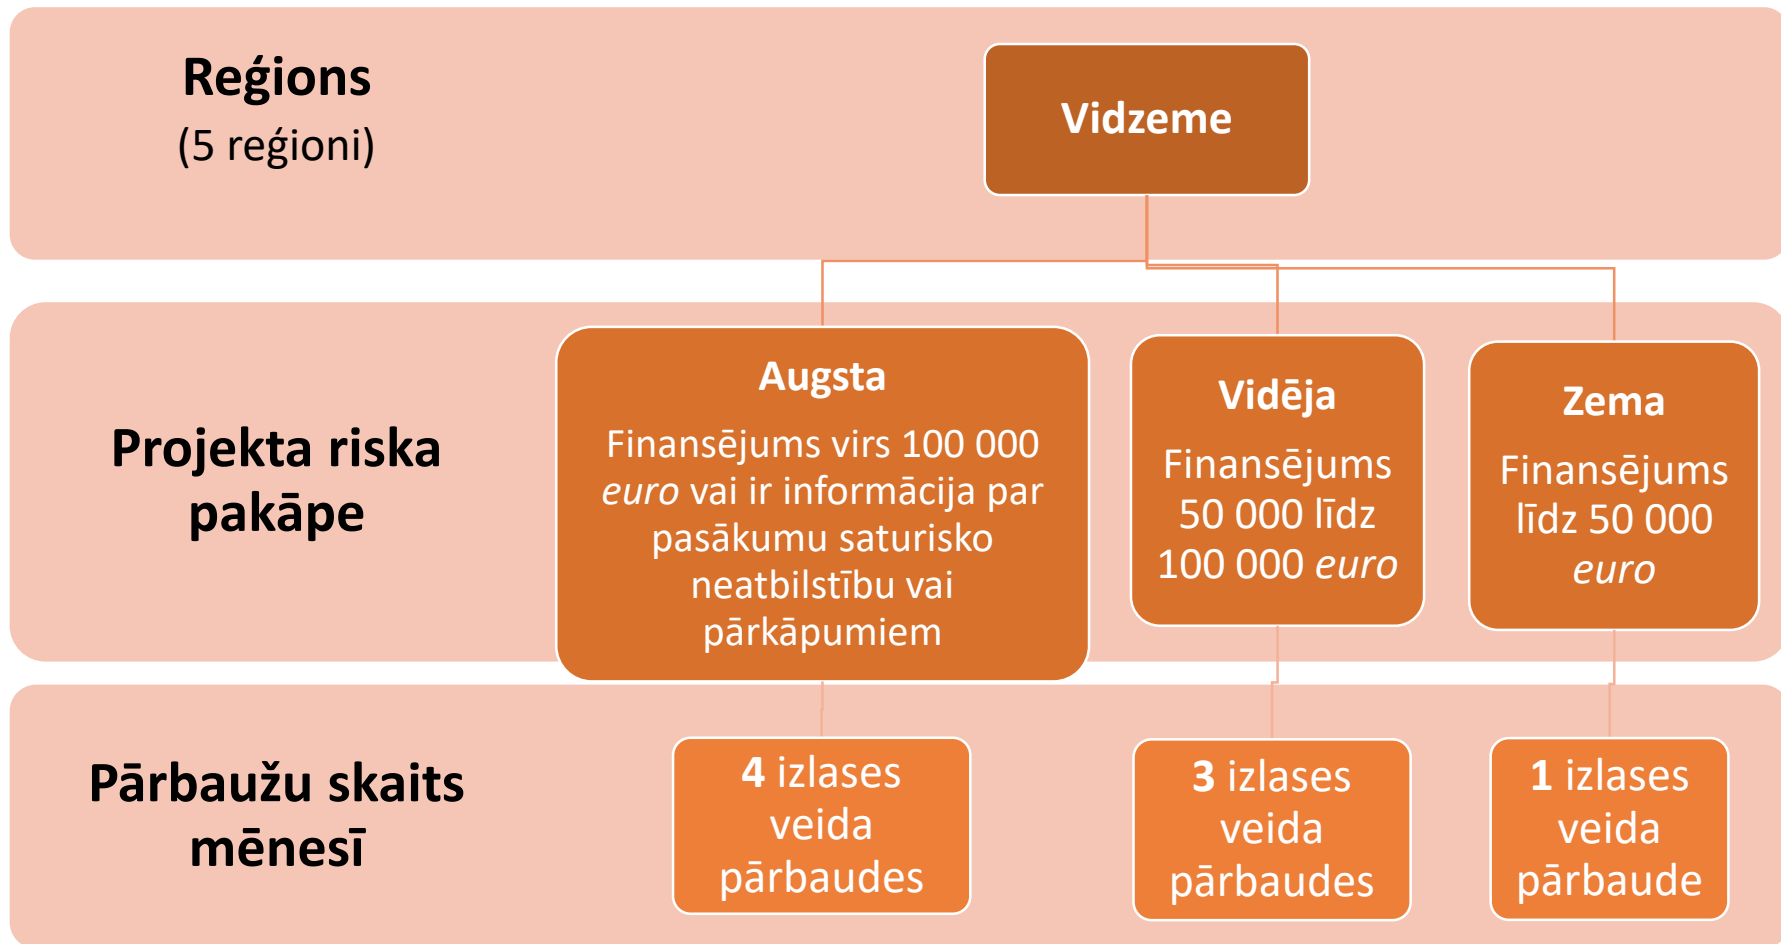 Reģions
(5 reģioni)
Vidzeme
Projekta riska
pakāpe
Augsta
Finansējums virs 100 000
euro vai ir informācija par
pasākumu saturisko
neatbilstību vai
pārkāpumiem
Vidēja
Finansējums
50 000 līdz
100 000 euro
Zema
Finansējums
līdz 50 000
euro
Pārbaužu skaits
mēnesī
4 izlases
veida
pārbaudes
3 izlases
veida
pārbaudes
1 izlases
veida
pārbaude